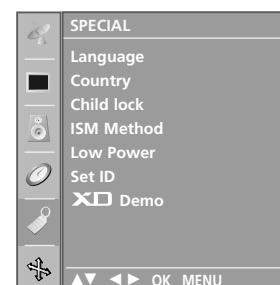 SPECIAL
Language
Country
Child lock
ISM Method
Low Power
Set ID
XD Demo
▲▼ ◄► OK MENU